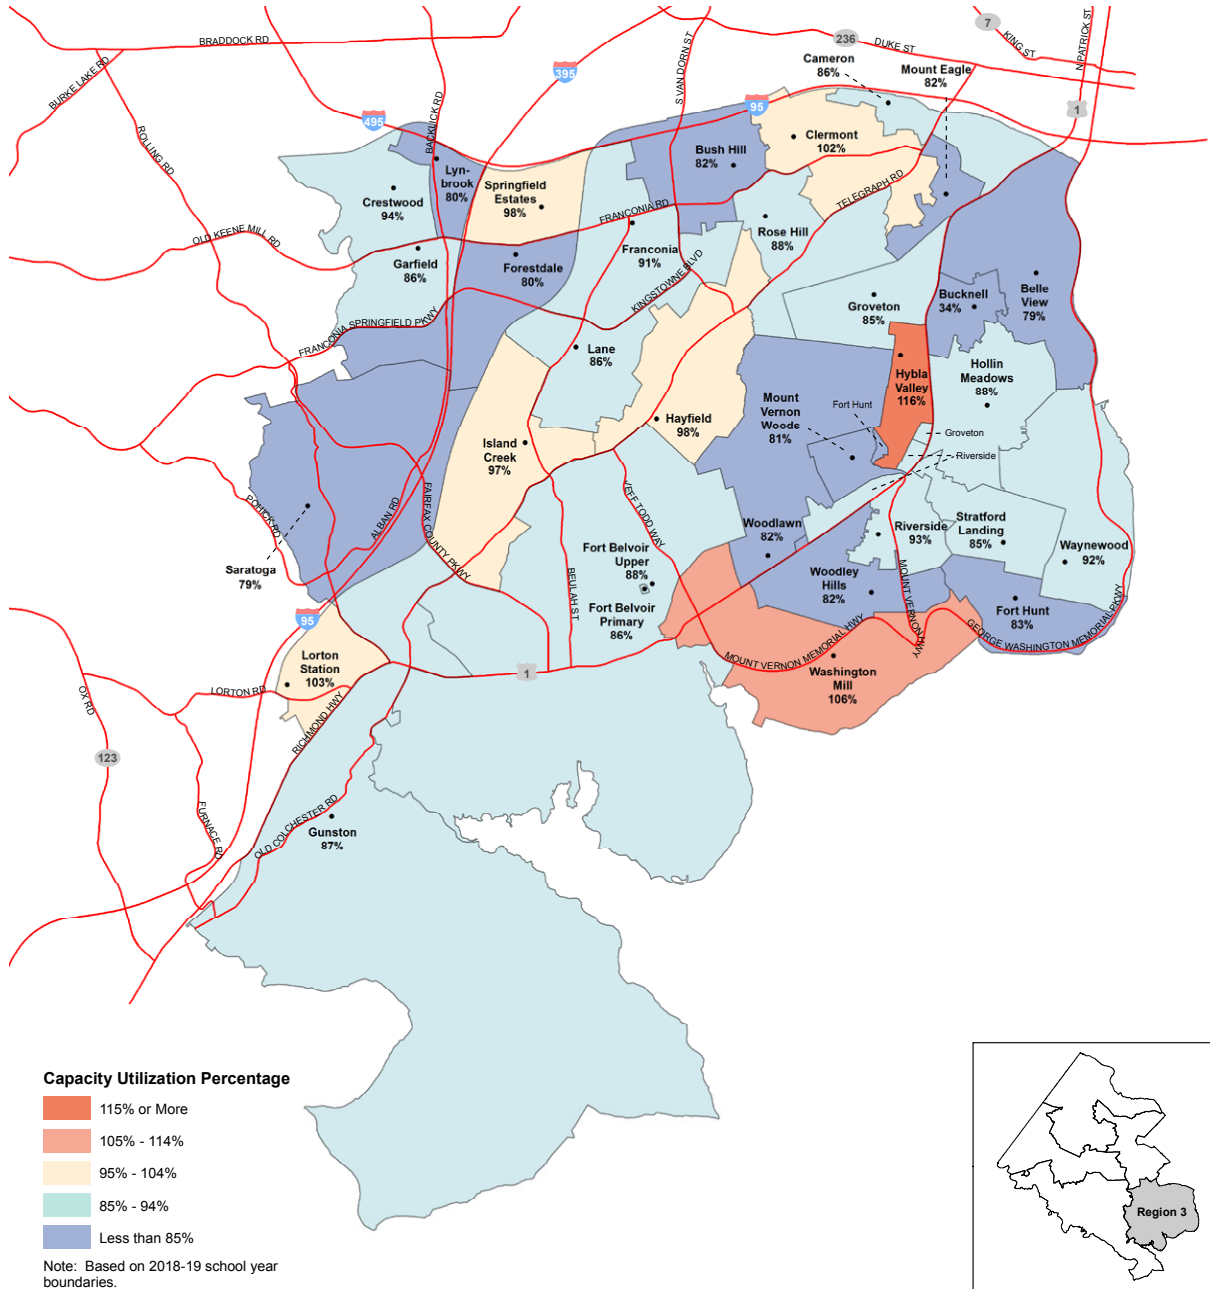 BRADDOCK RD
BURKE LAKE RD
ROLLING RD
BACKLICK RD
395
495
S VAN DORN ST
95
236
DUKE ST
7
KING ST
N PATRICK ST
1
Cameron
86%
Mount Eagle
82%
Clermont
102%
Bush Hill
82%
Lyn-
brook
80%
Springfield
Estates
98%
Crestwood
94%
FRANCONIA RD
TELEGRAPH RD
Rose Hill
88%
OLD KEENE MILL RD
Garfield
86%
Forestdale
80%
Franconia
91%
KINGSTOWNE BLVD
Groveton
85%
Bucknell
34%
Belle
View
79%
FRANCONIA SPRINGFIELD PKWY
Lane
86%
Hybla
Valley
116%
Hollin
Meadows
88%
Mount
Vernon
Woods
81%
Fort Hunt
Hayfield
98%
Groveton
Riverside
Island
Creek
97%
POHICK RD
ALBAN RD
FAIRFAX COUNTY PKWY
JEFF TODD WAY
BEULAH ST
Saratoga
79%
Woodlawn
82%
Riverside
93%
Stratford
Landing
85%
Waynewood
92%
Fort Belvoir
Upper
88%
Fort Belvoir
Primary
86%
Woodley
Hills
82%
MOUNT VERNON HWY
Fort Hunt
83%
GEORGE WASHINGTON MEMORIAL PKWY
MOUNT VERNON MEMORIAL HWY
Washington
Mill
106%
95
Lorton
Station
103%
LORTON RD
RICHMOND HWY
1
OX RD
123
FURNACE RD
OLD COLCHESTER RD
Gunston
87%
Capacity Utilization Percentage
115% or More
105% - 114%
95% - 104%
85% - 94%
Less than 85%
Note: Based on 2018-19 school year
boundaries.
Region 3